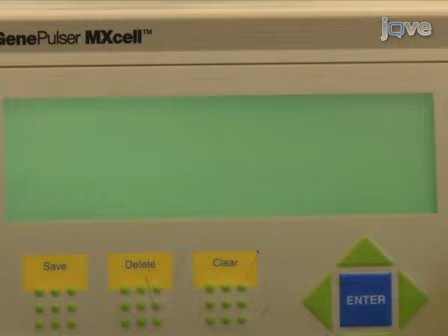 GenePulser MXcell™
jove
Save
Delete
Clear
ENTER